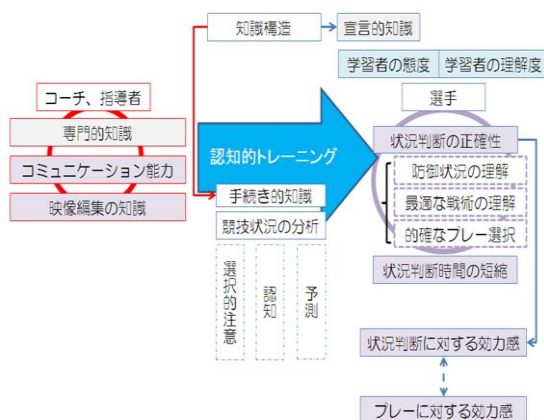 知識構造
宣言的知識
学習者の態度
学習者の理解度
コーチ、指導者
専門的知識
コミュニケーション能力
映像編集の知識
認知的トレーニング
手続き的知識
競技状況の分析
選択的注意
認知
予測
選手
状況判断の正確性
防御状況の理解
最適な戦術の理解
的確なプレー選択
状況判断時間の短縮
状況判断に対する効力感
プレーに対する効力感